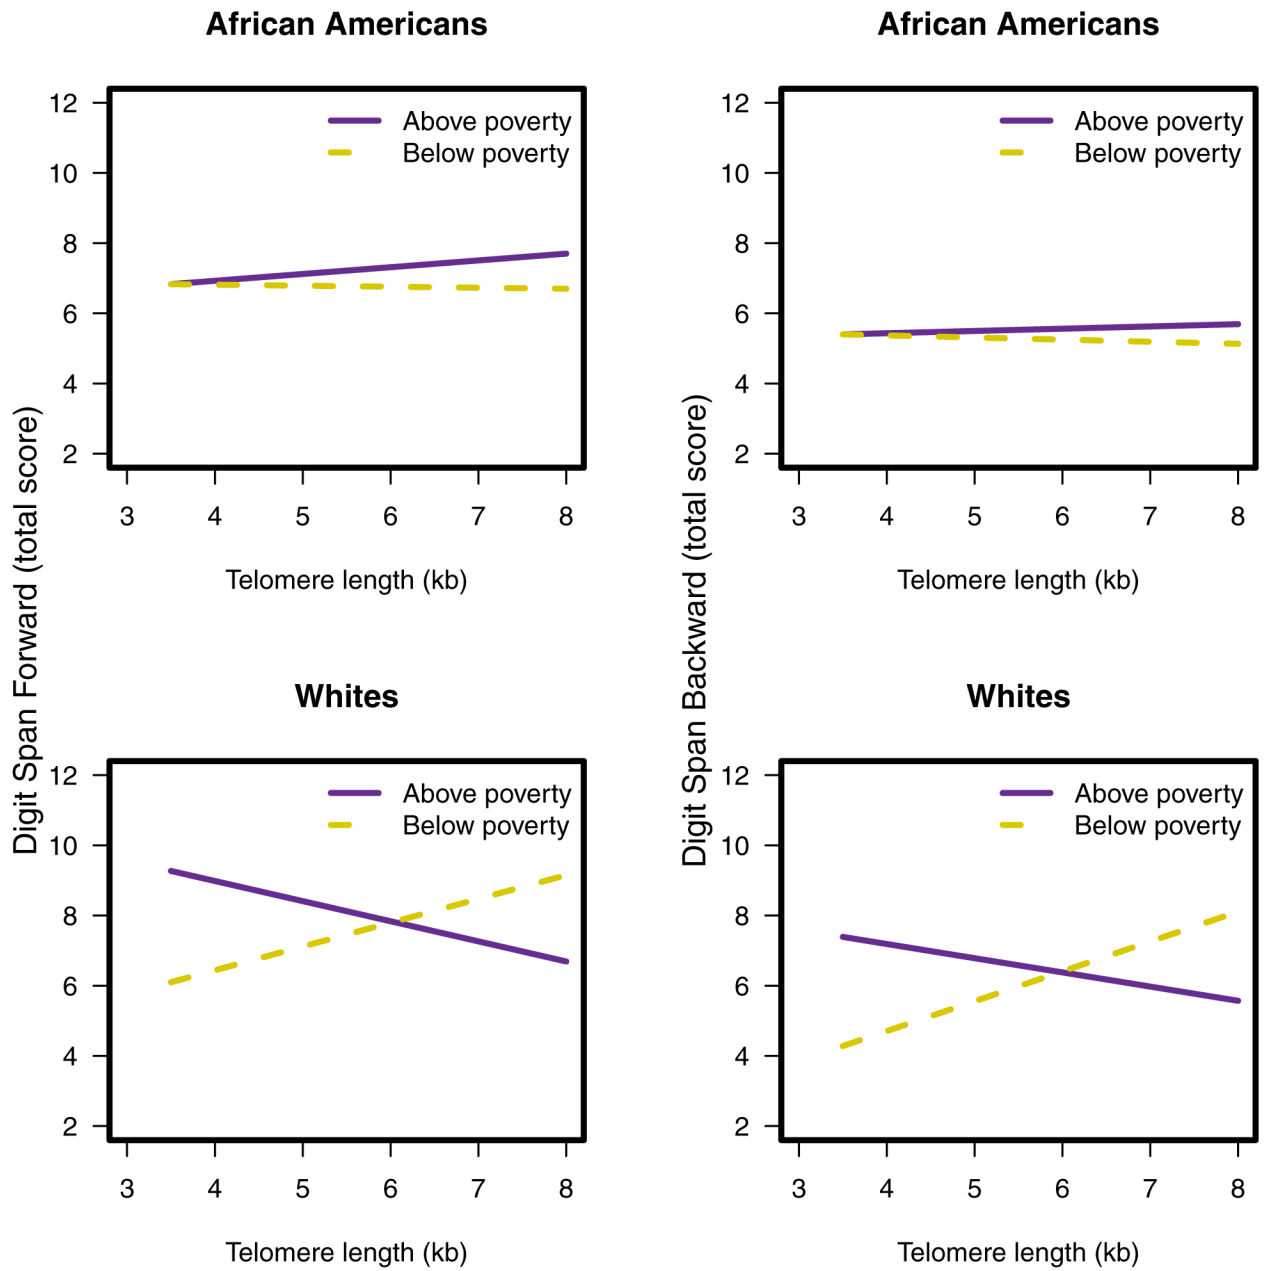 African Americans
12
10
8
6
4
2
Above poverty
Below poverty
3 4 5 6 7 8
Telomere length (kb)
African Americans
12
10
8
6
4
2
Above poverty
Below poverty
3 4 5 6 7 8
Telomere length (kb)
Digit Span Forward (total score)
Digit Span Backward (total score)
Whites
12
10
8
6
4
2
Above poverty
Below poverty
3 4 5 6 7 8
Telomere length (kb)
Whites
12
10
8
6
4
2
Above poverty
Below poverty
3 4 5 6 7 8
Telomere length (kb)